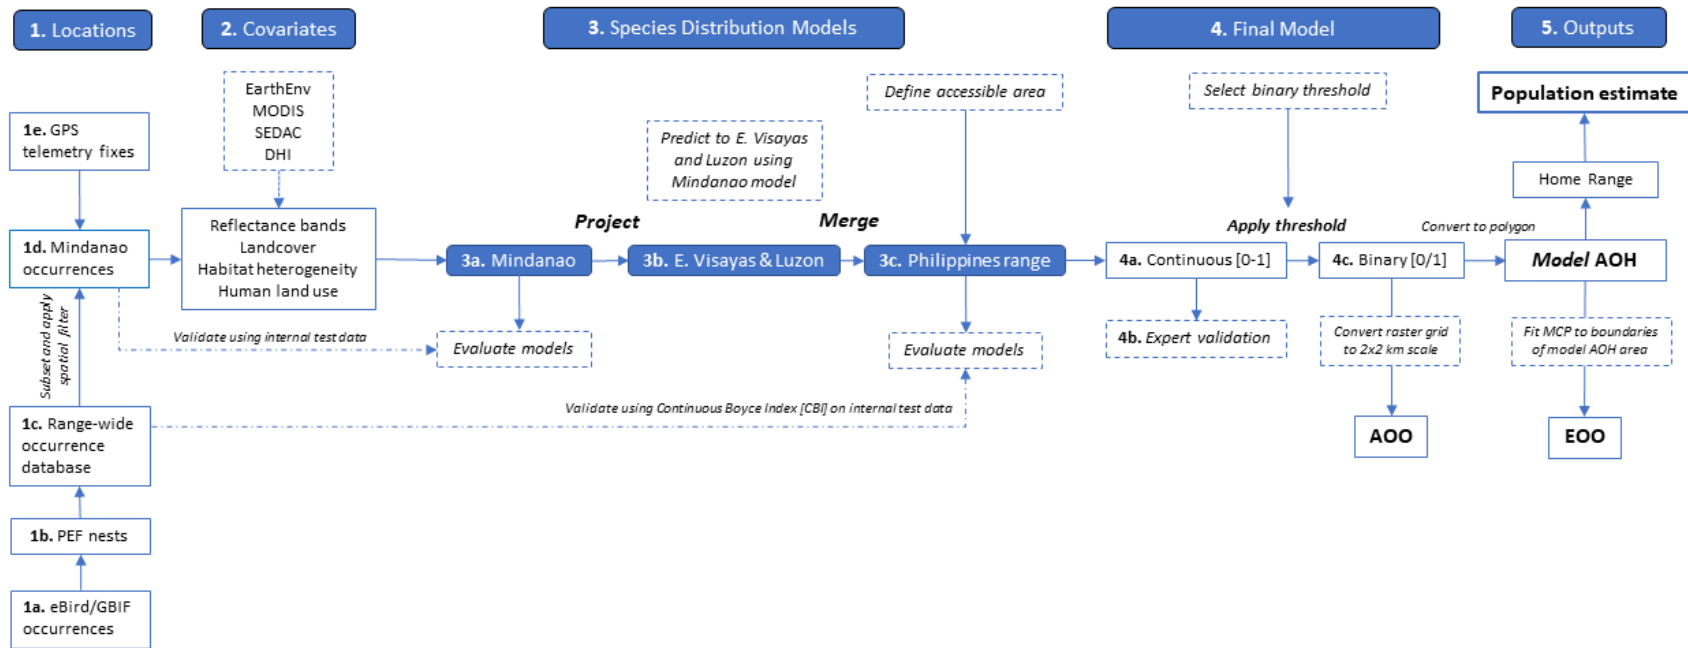 1. Locations
2. Covariates
3. Species Distribution Models
4. Final Model
5. Outputs
1e. GPS
telemetry fixes
1d. Mindanao
occurrences
Subset and apply
spatial filter
1c. Range-wide
occurrence
database
1b. PEF nests
1a. eBird/GBIF
occurrences
EarthEnv
MODIS
SEDAC
DHI
Reflectance bands
Landcover
Habitat heterogeneity
Human land use
Validate using internal test data
Predict to E. Visayas
and Luzon using
Mindanao model
Define accessible area
Project
Merge
3a. Mindanao
3b. E. Visayas & Luzon
3c. Philippines range
Evaluate models
Evaluate models
Validate using Continuous Boyce Index [CBI] on internal test data
Select binary threshold
Apply threshold
4a. Continuous [0-1]
4c. Binary [0/1]
4b. Expert validation
Convert raster grid
to 2x2 km scale
AOO
Convert to polygon
Population estimate
Home Range
Model AOH
Fit MCP to boundaries
of model AOH area
EOO